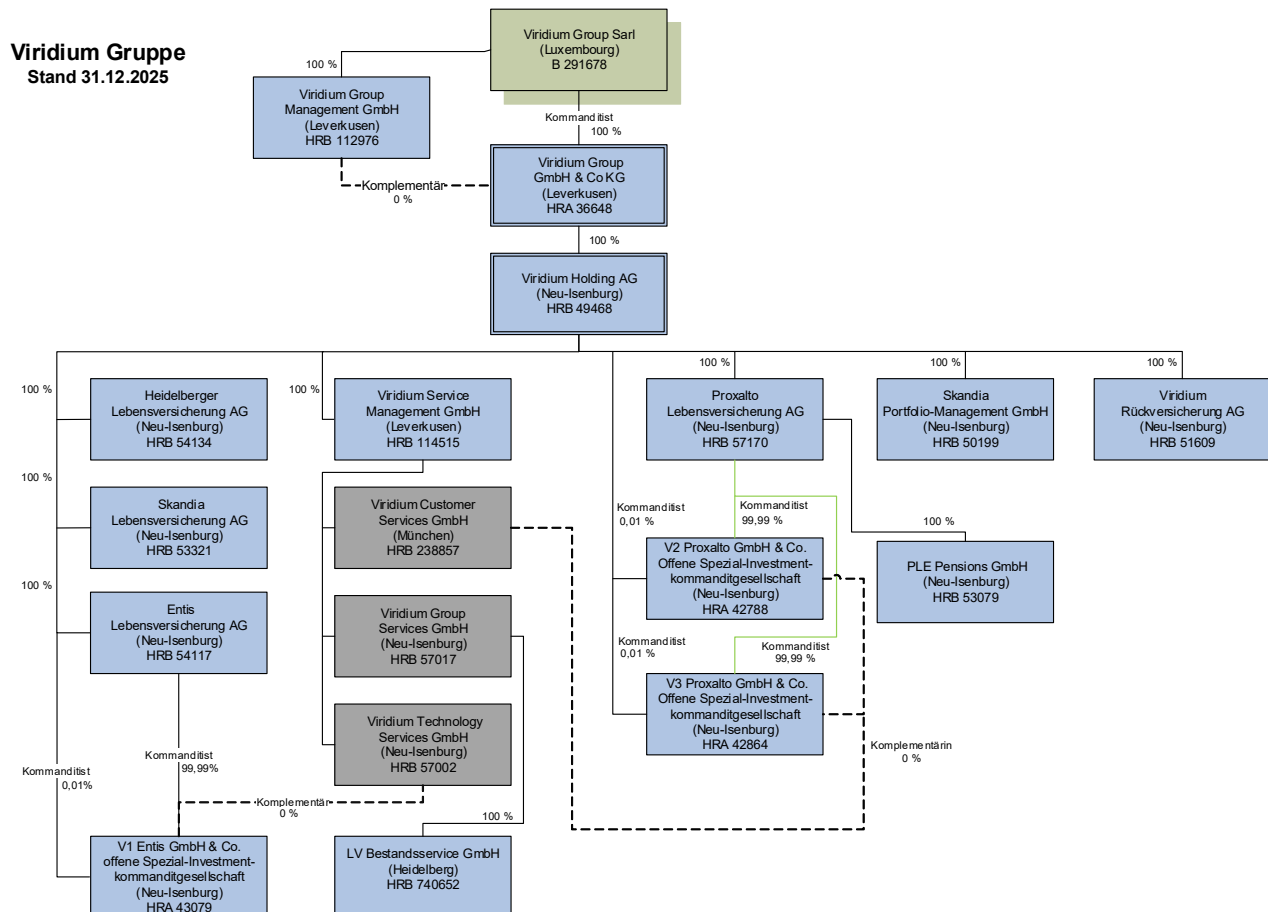 Viridium Gruppe
Stand 31.12.2025
Viridium Group Sarl
(Luxembourg)
B 291678
100 %
Viridium Group
Management GmbH
(Leverkusen)
HRB 112976
Kommanditist
100 %
Komplementär
0 %
Viridium Group
GmbH & Co KG
(Leverkusen)
HRA 36648
100 %
Viridium Holding AG
(Neu-Isenburg)
HRB 49468
100 %
Heidelberger
Lebensversicherung AG
(Neu-Isenburg)
HRB 54134
100 %
Viridium Service
Management GmbH
(Leverkusen)
HRB 114515
100 %
Proxalto
Lebensversicherung AG
(Neu-Isenburg)
HRB 57170
100 %
Skandia
Portfolio-Management GmbH
(Neu-Isenburg)
HRB 50199
100 %
Viridium
Rückversicherung AG
(Neu-Isenburg)
HRB 51609
100 %
Skandia
Lebensversicherung AG
(Neu-Isenburg)
HRB 53321
Viridium Customer
Services GmbH
(München)
HRB 238857
Kommanditist
0,01 %
Kommanditist
99,99 %
100 %
V2 Proxalto GmbH & Co.
Offene Spezial-Investment-
kommanditgesellschaft
(Neu-Isenburg)
HRA 42788
PLE Pensions GmbH
(Neu-Isenburg)
HRB 53079
100 %
Entis
Lebensversicherung AG
(Neu-Isenburg)
HRB 54117
Viridium Group
Services GmbH
(Neu-Isenburg)
HRB 57017
Kommanditist
0,01 %
Kommanditist
99,99 %
V3 Proxalto GmbH & Co.
Offene Spezial-Investment-
kommanditgesellschaft
(Neu-Isenburg)
HRA 42864
Viridium Technology
Services GmbH
(Neu-Isenburg)
HRB 57002
Komplementärin
0 %
Kommanditist
99,99%
Kommanditist
0,01%
Komplementär
0 %
100 %
V1 Entis GmbH & Co.
offene Spezial-Investment-
kommanditgesellschaft
(Neu-Isenburg)
HRA 43079
LV Bestandsservice GmbH
(Heidelberg)
HRB 740652